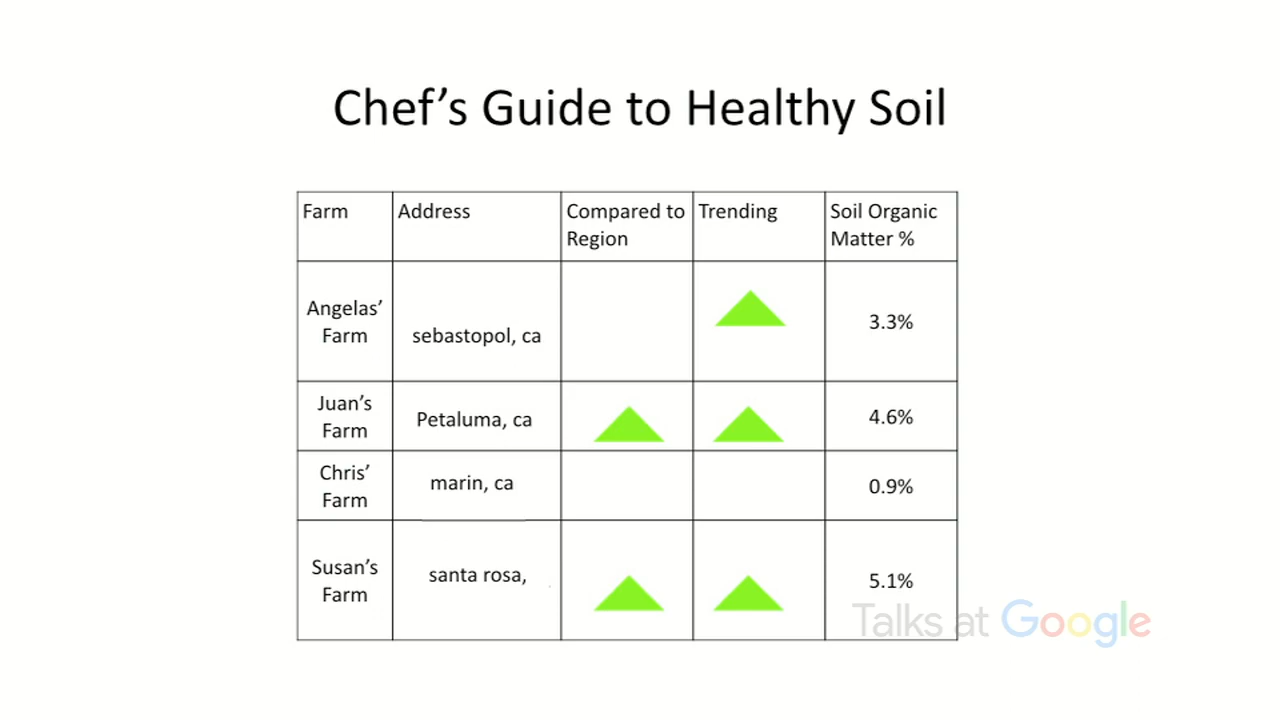 Chef’s Guide to Healthy Soil
Farm
Address
Compared to
Region
Trending
Soil Organic
Matter %
Angelas’
Farm
sebastopol, ca
3.3%
Juan’s
Farm
Petaluma, ca
4.6%
Chris’
Farm
marin, ca
0.9%
Susan’s
Farm
santa rosa,
5.1%
Talks at Google